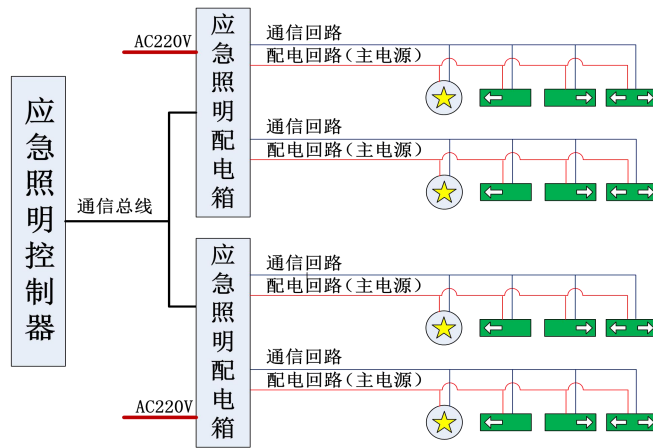 应急照明控制器
通信总线
AC220V
应急照明配电箱
通信回路
配电回路(主电源)
通信回路
配电回路(主电源)
应急照明配电箱
通信回路
配电回路(主电源)
通信回路
配电回路(主电源)
AC220V